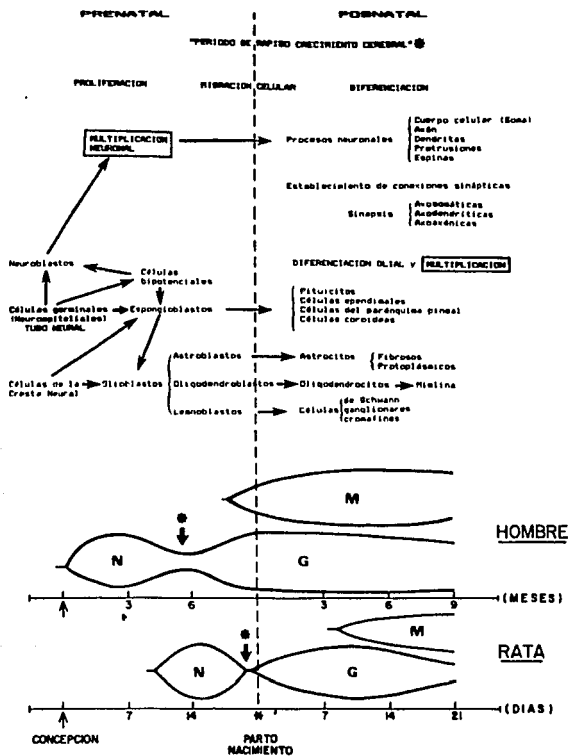 PRENATAL
POSNATAL
"PERIODO DE RAPIDO CRECIMIENTO CEREBRAL" *
PROLIFERACION
MIGRACION CELULAR
DIFERENCIACION
MULTIPLICACION
NEURONAL
Procesos neuronales
Cuerpo celular (Soma)
Axón
Dendritas
Protrusiones
Espinas
Establecimiento de conexiones sinápticas
Sinapsis
Axosomáticas
Axodendríticas
Axoaxónicas
Neuroblastos
Células
bipotenciales
DIFERENCIACION GLIAL y MULTIPLICACION
Células germinales
(Neuroepiteliales)
TUBO NEURAL
Espongioblastos
Pituicitos
Células ependimales
Células del parénquima pineal
Células coroideas
Células de la
Cresta Neural
Glioblastos
Astroblastos
Astrocitos
Fibrosos
Protoplásmicos
Oligodendroblastos
Oligodendrocitos
Mielina
Lemnoblastos
Células
de Schwann
ganglionares
cromafines
M
*
N
G
HOMBRE
3
6
3
6
9
(MESES)
M
*
N
G
RATA
7
14
7
14
21
(DIAS)
CONCEPCION
PARTO
NACIMIENTO